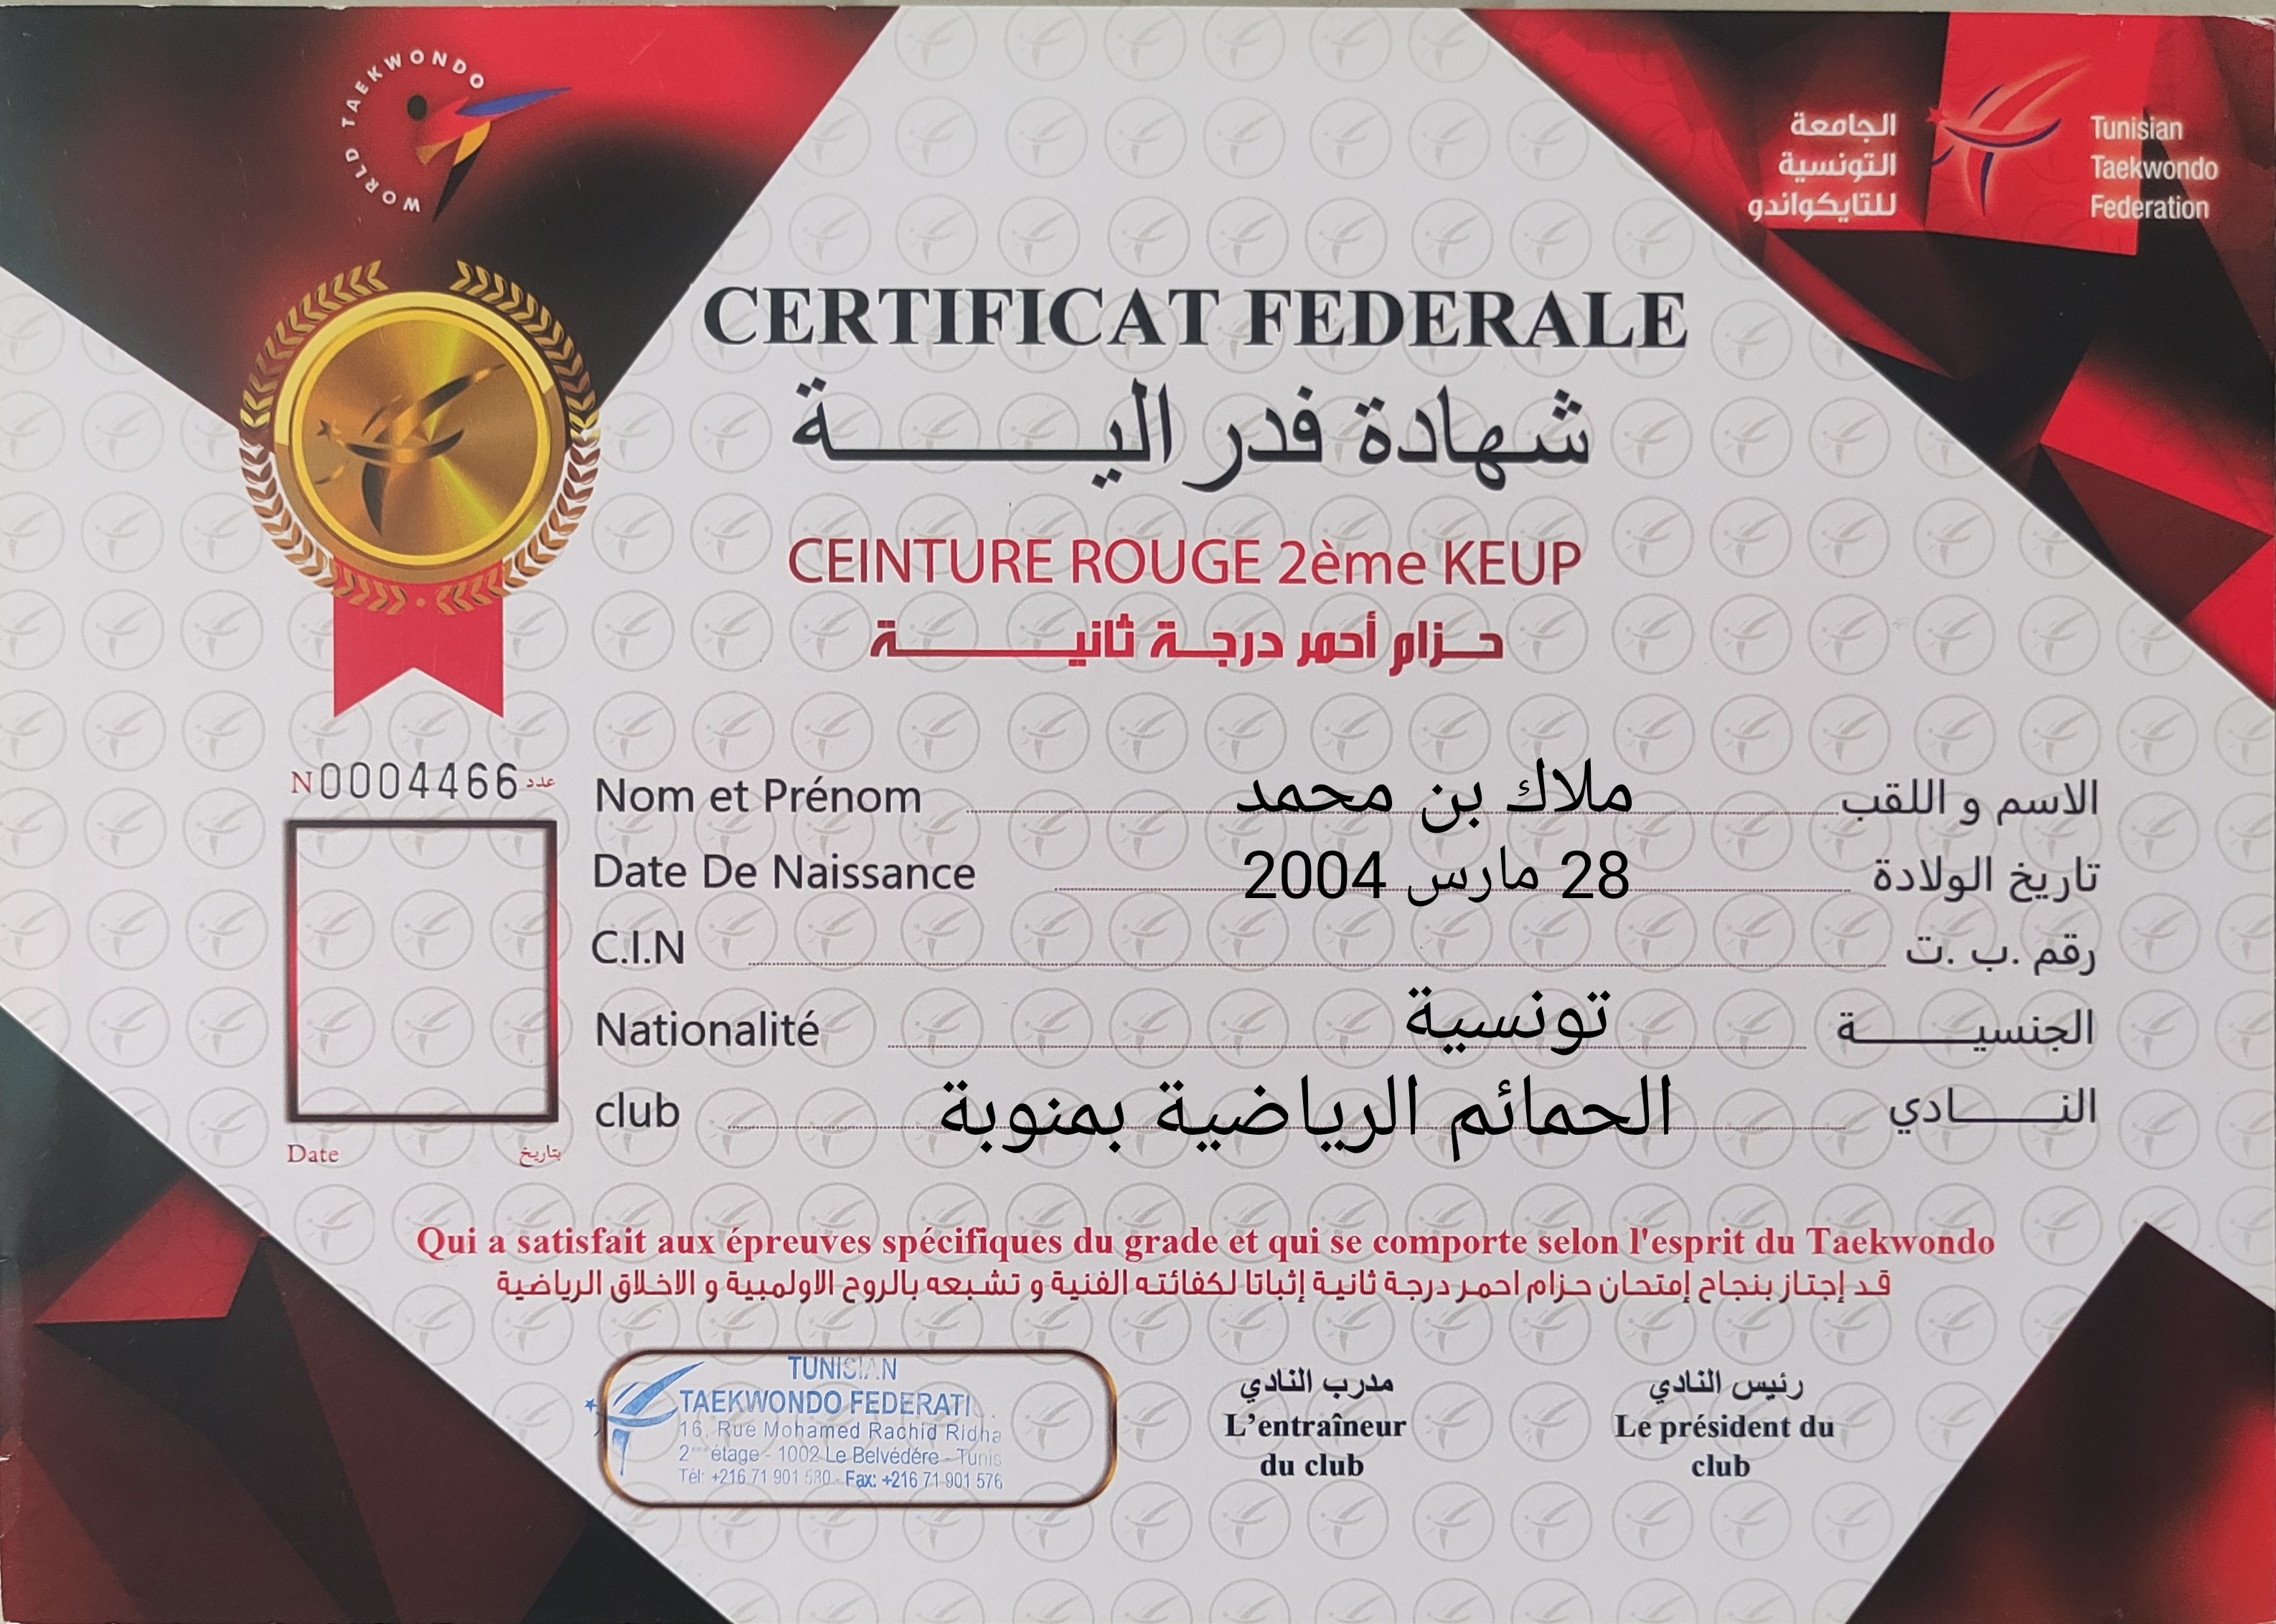 WORLD TAEKWONDO
الجامعة
التونسية
للتايكواندو
Tunisian
Taekwondo
Federation
CERTIFICAT FEDERALE
شهادة فدرالية
CEINTURE ROUGE 2ème KEUP
حزام أحمر درجة ثانية
N0004466 عدد
Nom et Prénom ملاك بن محمد الاسم و اللقب
Date De Naissance 28 مارس 2004 تاريخ الولادة
C.I.N رقم .ب .ت
Nationalité تونسية الجنسية
club الحمائم الرياضية بمنوبة النادي
Date بتاريخ
Qui a satisfait aux épreuves spécifiques du grade et qui se comporte selon l'esprit du Taekwondo
قد إجتاز بنجاح إمتحان حزام احمر درجة ثانية إثباتا لكفائته الفنية و تشبعه بالروح الاولمبية و الاخلاق الرياضية
TUNISIAN
TAEKWONDO FEDERATI
16, Rue Mohamed Rachid Ridha
2ème étage - 1002 Le Belvédére - Tunis
Tél: +216 71 901 580 - Fax: +216 71 901 576
مدرب النادي
L'entraîneur
du club
رئيس النادي
Le président du
club